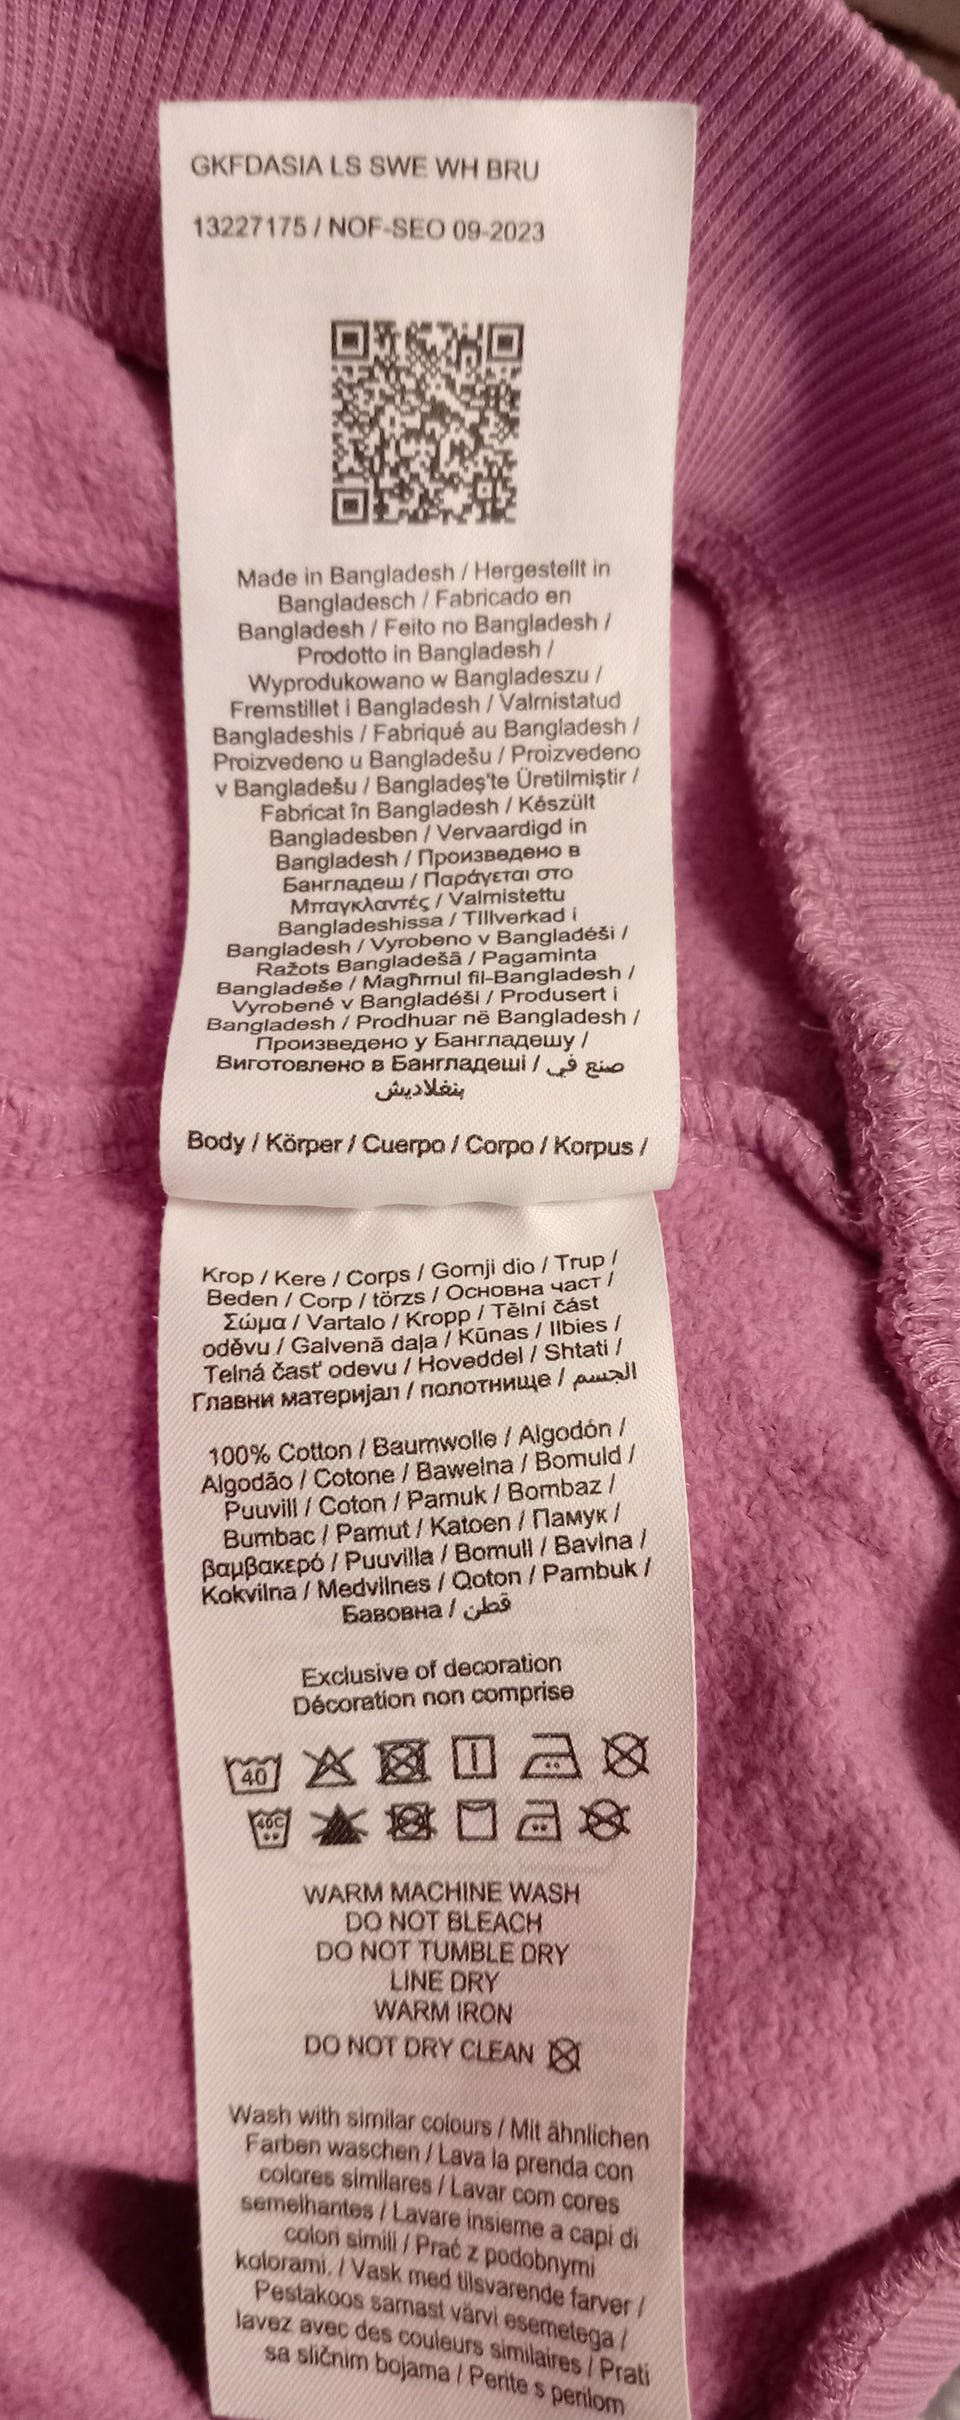 GKFDASIA LS SWE WH BRU
13227175 / NOF-SEO 09-2023
Made in Bangladesh / Hergestellt in
Bangladesch / Fabricado en
Bangladesh / Feito no Bangladesh /
Prodotto in Bangladesh /
Wyprodukowano w Bangladeszu /
Fremstillet i Bangladesh / Valmistatud
Bangladeshis / Fabriqué au Bangladesh /
Proizvedeno u Bangladešu / Proizvedeno
v Bangladešu / Bangladeş'te Üretilmiştir /
Fabricat în Bangladesh / Készült
Bangladesben / Vervaardigd in
Bangladesh / Произведено в
Бангладеш / Παράγεται στο
Μπαγκλαντές / Valmistettu
Bangladeshissa / Tillverkad i
Bangladesh / Vyrobeno v Bangladéši /
Ražots Bangladešā / Pagaminta
Bangladeše / Magħmul fil-Bangladesh /
Vyrobené v Bangladéši / Produsert i
Bangladesh / Prodhuar në Bangladesh /
Произведено у Бангладешу /
Виготовлено в Бангладеші / صنع في
بنغلاديش
Body / Körper / Cuerpo / Corpo / Korpus /
Krop / Kere / Corps / Gornji dio / Trup /
Beden / Corp / törzs / Основна част /
Σώμα / Vartalo / Kropp / Tělní část
oděvu / Galvenā daļa / Kūnas / Ilbies /
Telná časť odevu / Hoveddel / Shtati /
Главни материјал / полотнище / الجسم
100% Cotton / Baumwolle / Algodón /
Algodão / Cotone / Bawełna / Bomuld /
Puuvill / Coton / Pamuk / Bombaz /
Bumbac / Pamut / Katoen / Памук /
βαμβακερό / Puuvilla / Bomull / Bavlna /
Kokvilna / Medvilnes / Qoton / Pambuk /
Бавовна / قطن
Exclusive of decoration
Décoration non comprise
40
40C
WARM MACHINE WASH
DO NOT BLEACH
DO NOT TUMBLE DRY
LINE DRY
WARM IRON
DO NOT DRY CLEAN
Wash with similar colours / Mit ähnlichen
Farben waschen / Lava la prenda con
colores similares / Lavar com cores
semelhantes / Lavare insieme a capi di
colori simili / Prać z podobnymi
kolorami. / Vask med tilsvarende farver /
Pestakoos samast värvi esemetega /
lavez avec des couleurs similaires / Prati
sa sličnim bojama / Perite s perilom